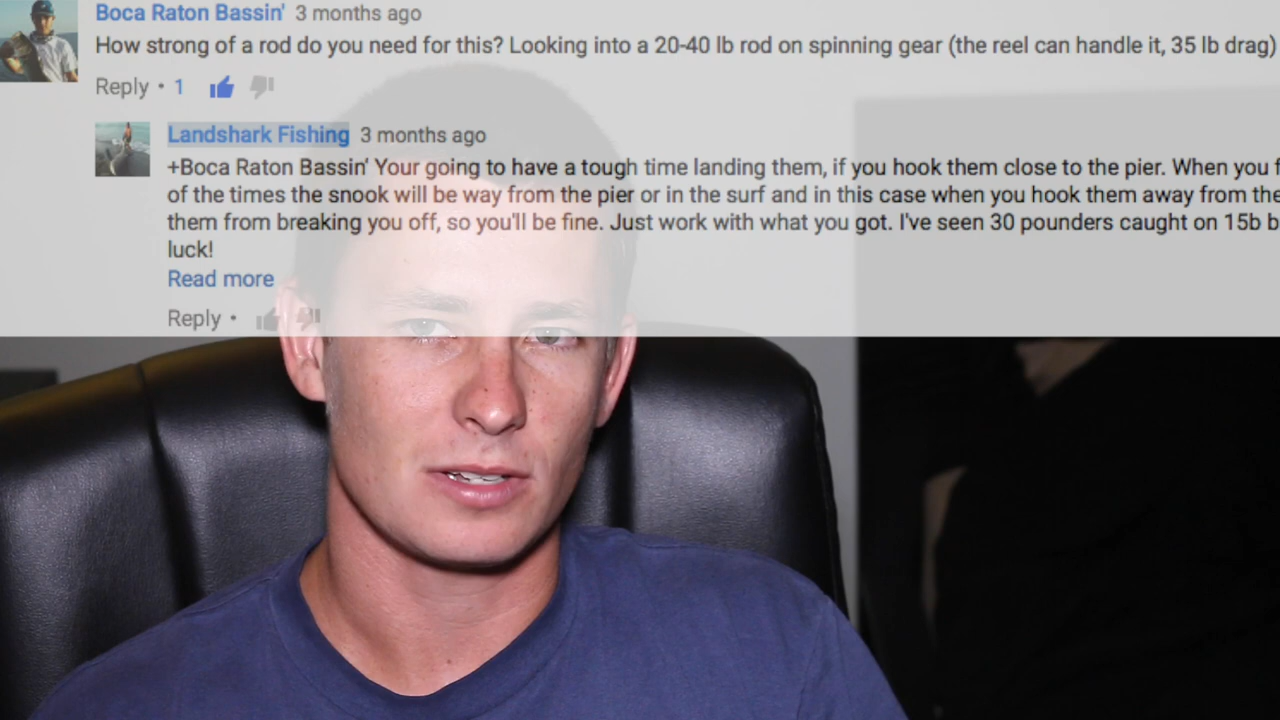 Boca Raton Bassin' 3 months ago
How strong of a rod do you need for this? Looking into a 20-40 lb rod on spinning gear (the reel can handle it, 35 lb drag)
Reply • 1
Landshark Fishing 3 months ago
+Boca Raton Bassin' Your going to have a tough time landing them, if you hook them close to the pier. When you f
of the times the snook will be way from the pier or in the surf and in this case when you hook them away from the
them from breaking you off, so you'll be fine. Just work with what you got. I've seen 30 pounders caught on 15b b
luck!
Read more
Reply •